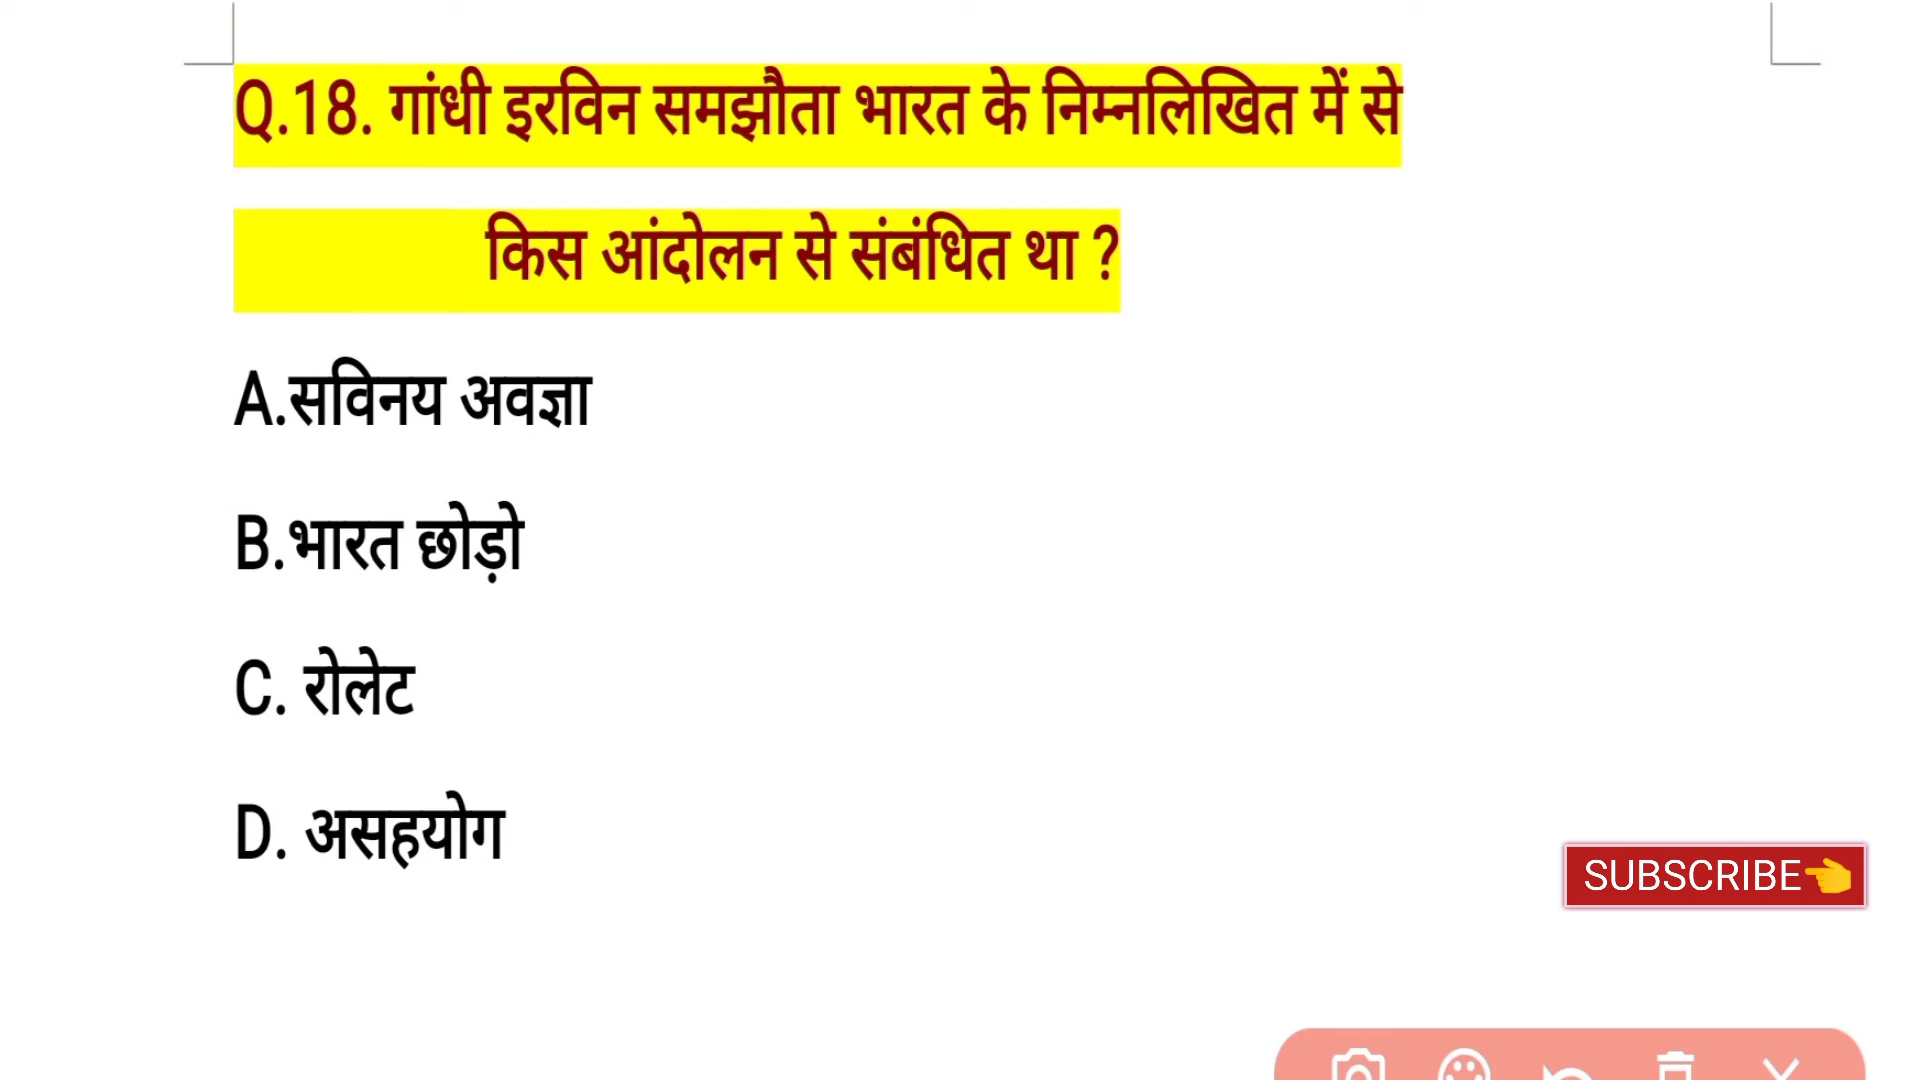 Q.18. गांधी इरविन समझौता भारत के निम्नलिखित में से
किस आंदोलन से संबंधित था ?
A.सविनय अवज्ञा
B.भारत छोड़ो
C. रोलेट
D. असहयोग
SUBSCRIBE